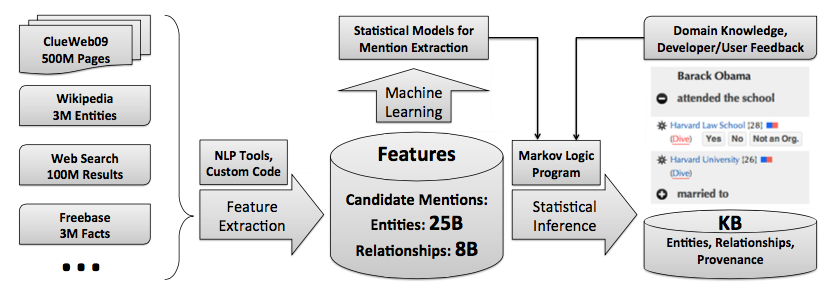 ClueWeb09
500M Pages
Wikipedia
3M Entities
Web Search
100M Results
Freebase
3M Facts
NLP Tools,
Custom Code
Feature
Extraction
Statistical Models for
Mention Extraction
Machine
Learning
Features
Candidate Mentions:
Entities: 25B
Relationships: 8B
Markov Logic
Program
Statistical
Inference
Domain Knowledge,
Developer/User Feedback
Barack Obama
attended the school
Harvard Law School [28]
(Dive) Yes No Not an Org.
Harvard University [26]
(Dive)
married to
KB
Entities, Relationships,
Provenance